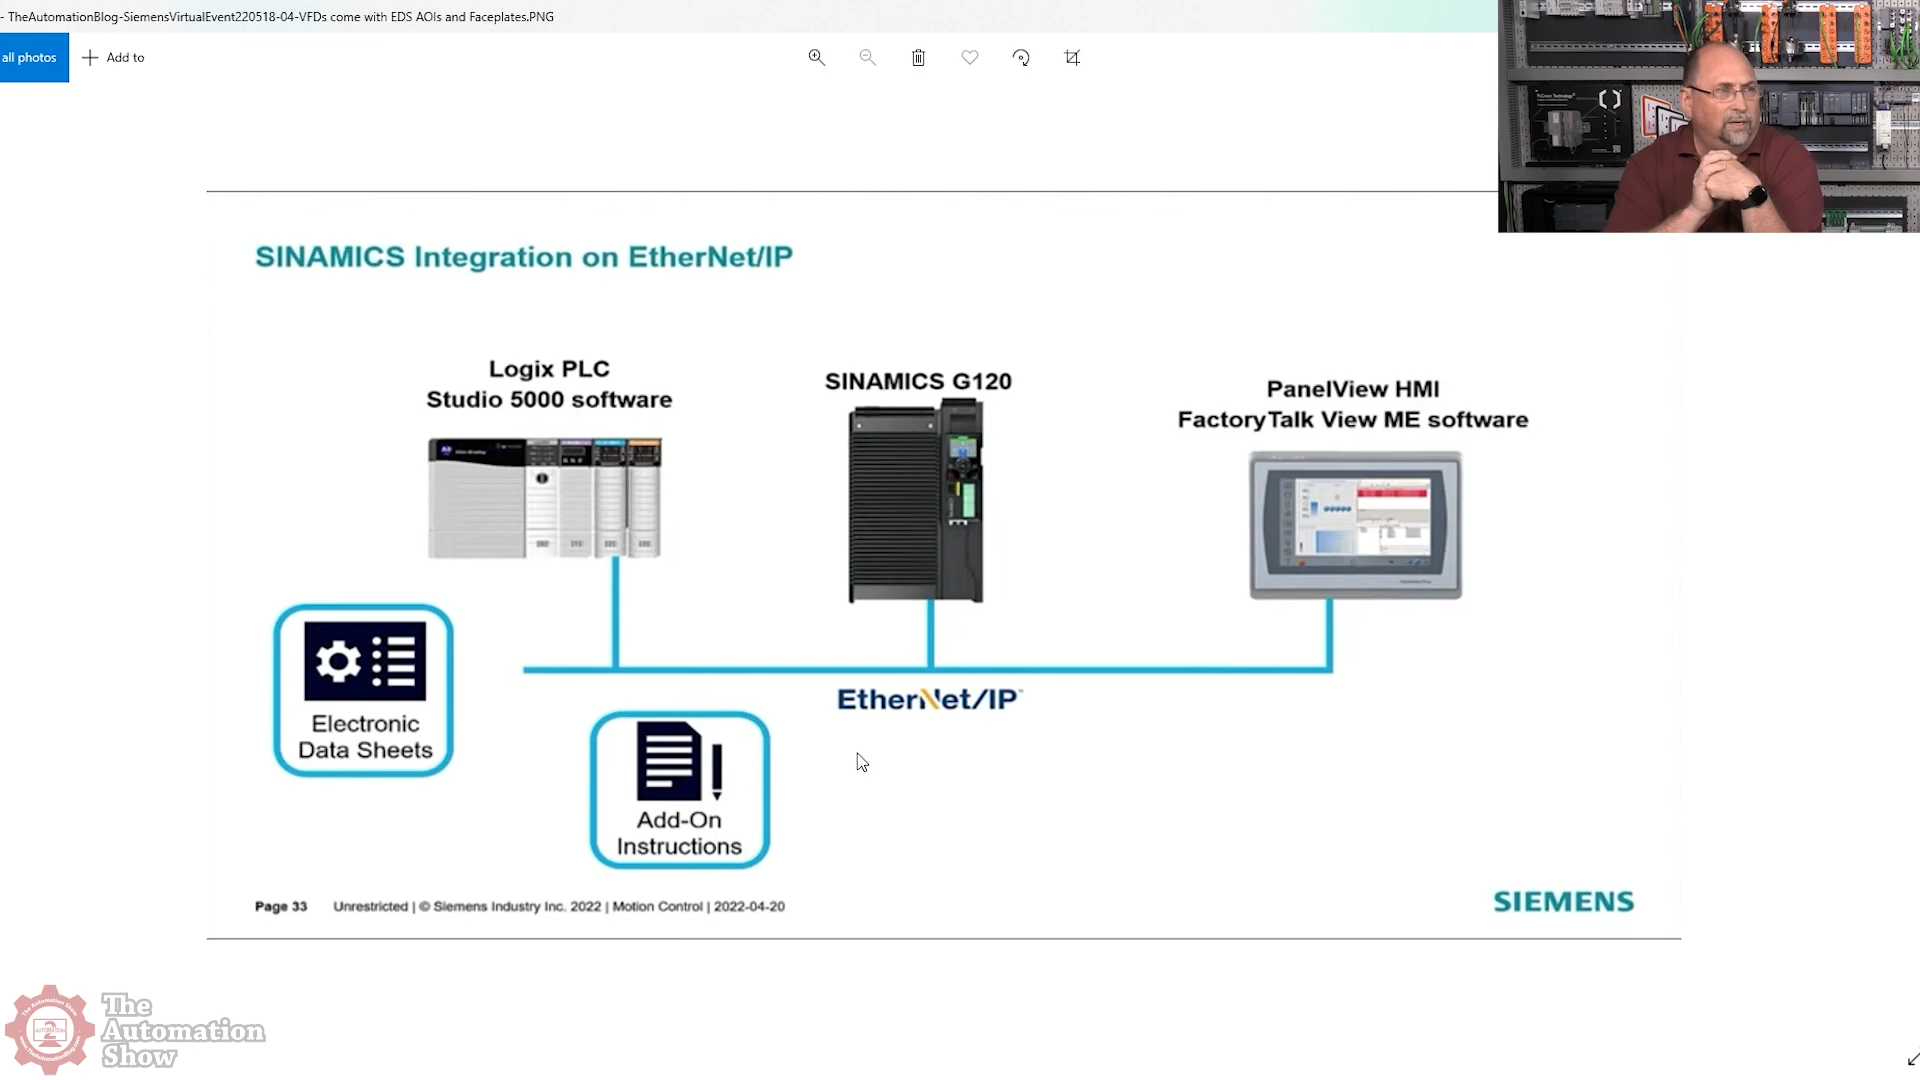 - TheAutomationBlog-SiemensVirtualEvent220518-04-VFDs come with EDS AOIs and Faceplates.PNG
all photos
Add to
SINAMICS Integration on EtherNet/IP
Logix PLC
Studio 5000 software
SINAMICS G120
PanelView HMI
FactoryTalk View ME software
Electronic
Data Sheets
EtherNet/IP™
Add-On
Instructions
Page 33 Unrestricted | © Siemens Industry Inc. 2022 | Motion Control | 2022-04-20
SIEMENS
The
Automation
Show